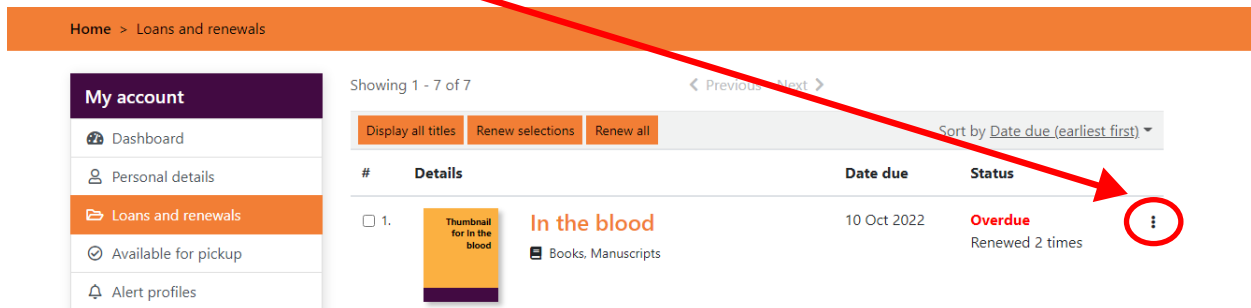 Home > Loans and renewals
My account
Dashboard
Personal details
Loans and renewals
Available for pickup
Alert profiles
Showing 1 - 7 of 7
Previous Next
Display all titles Renew selections Renew all
Sort by Date due (earliest first)
# Details Date due Status
1.
Thumbnail
for In the
blood
In the blood
Books, Manuscripts
10 Oct 2022
Overdue
Renewed 2 times